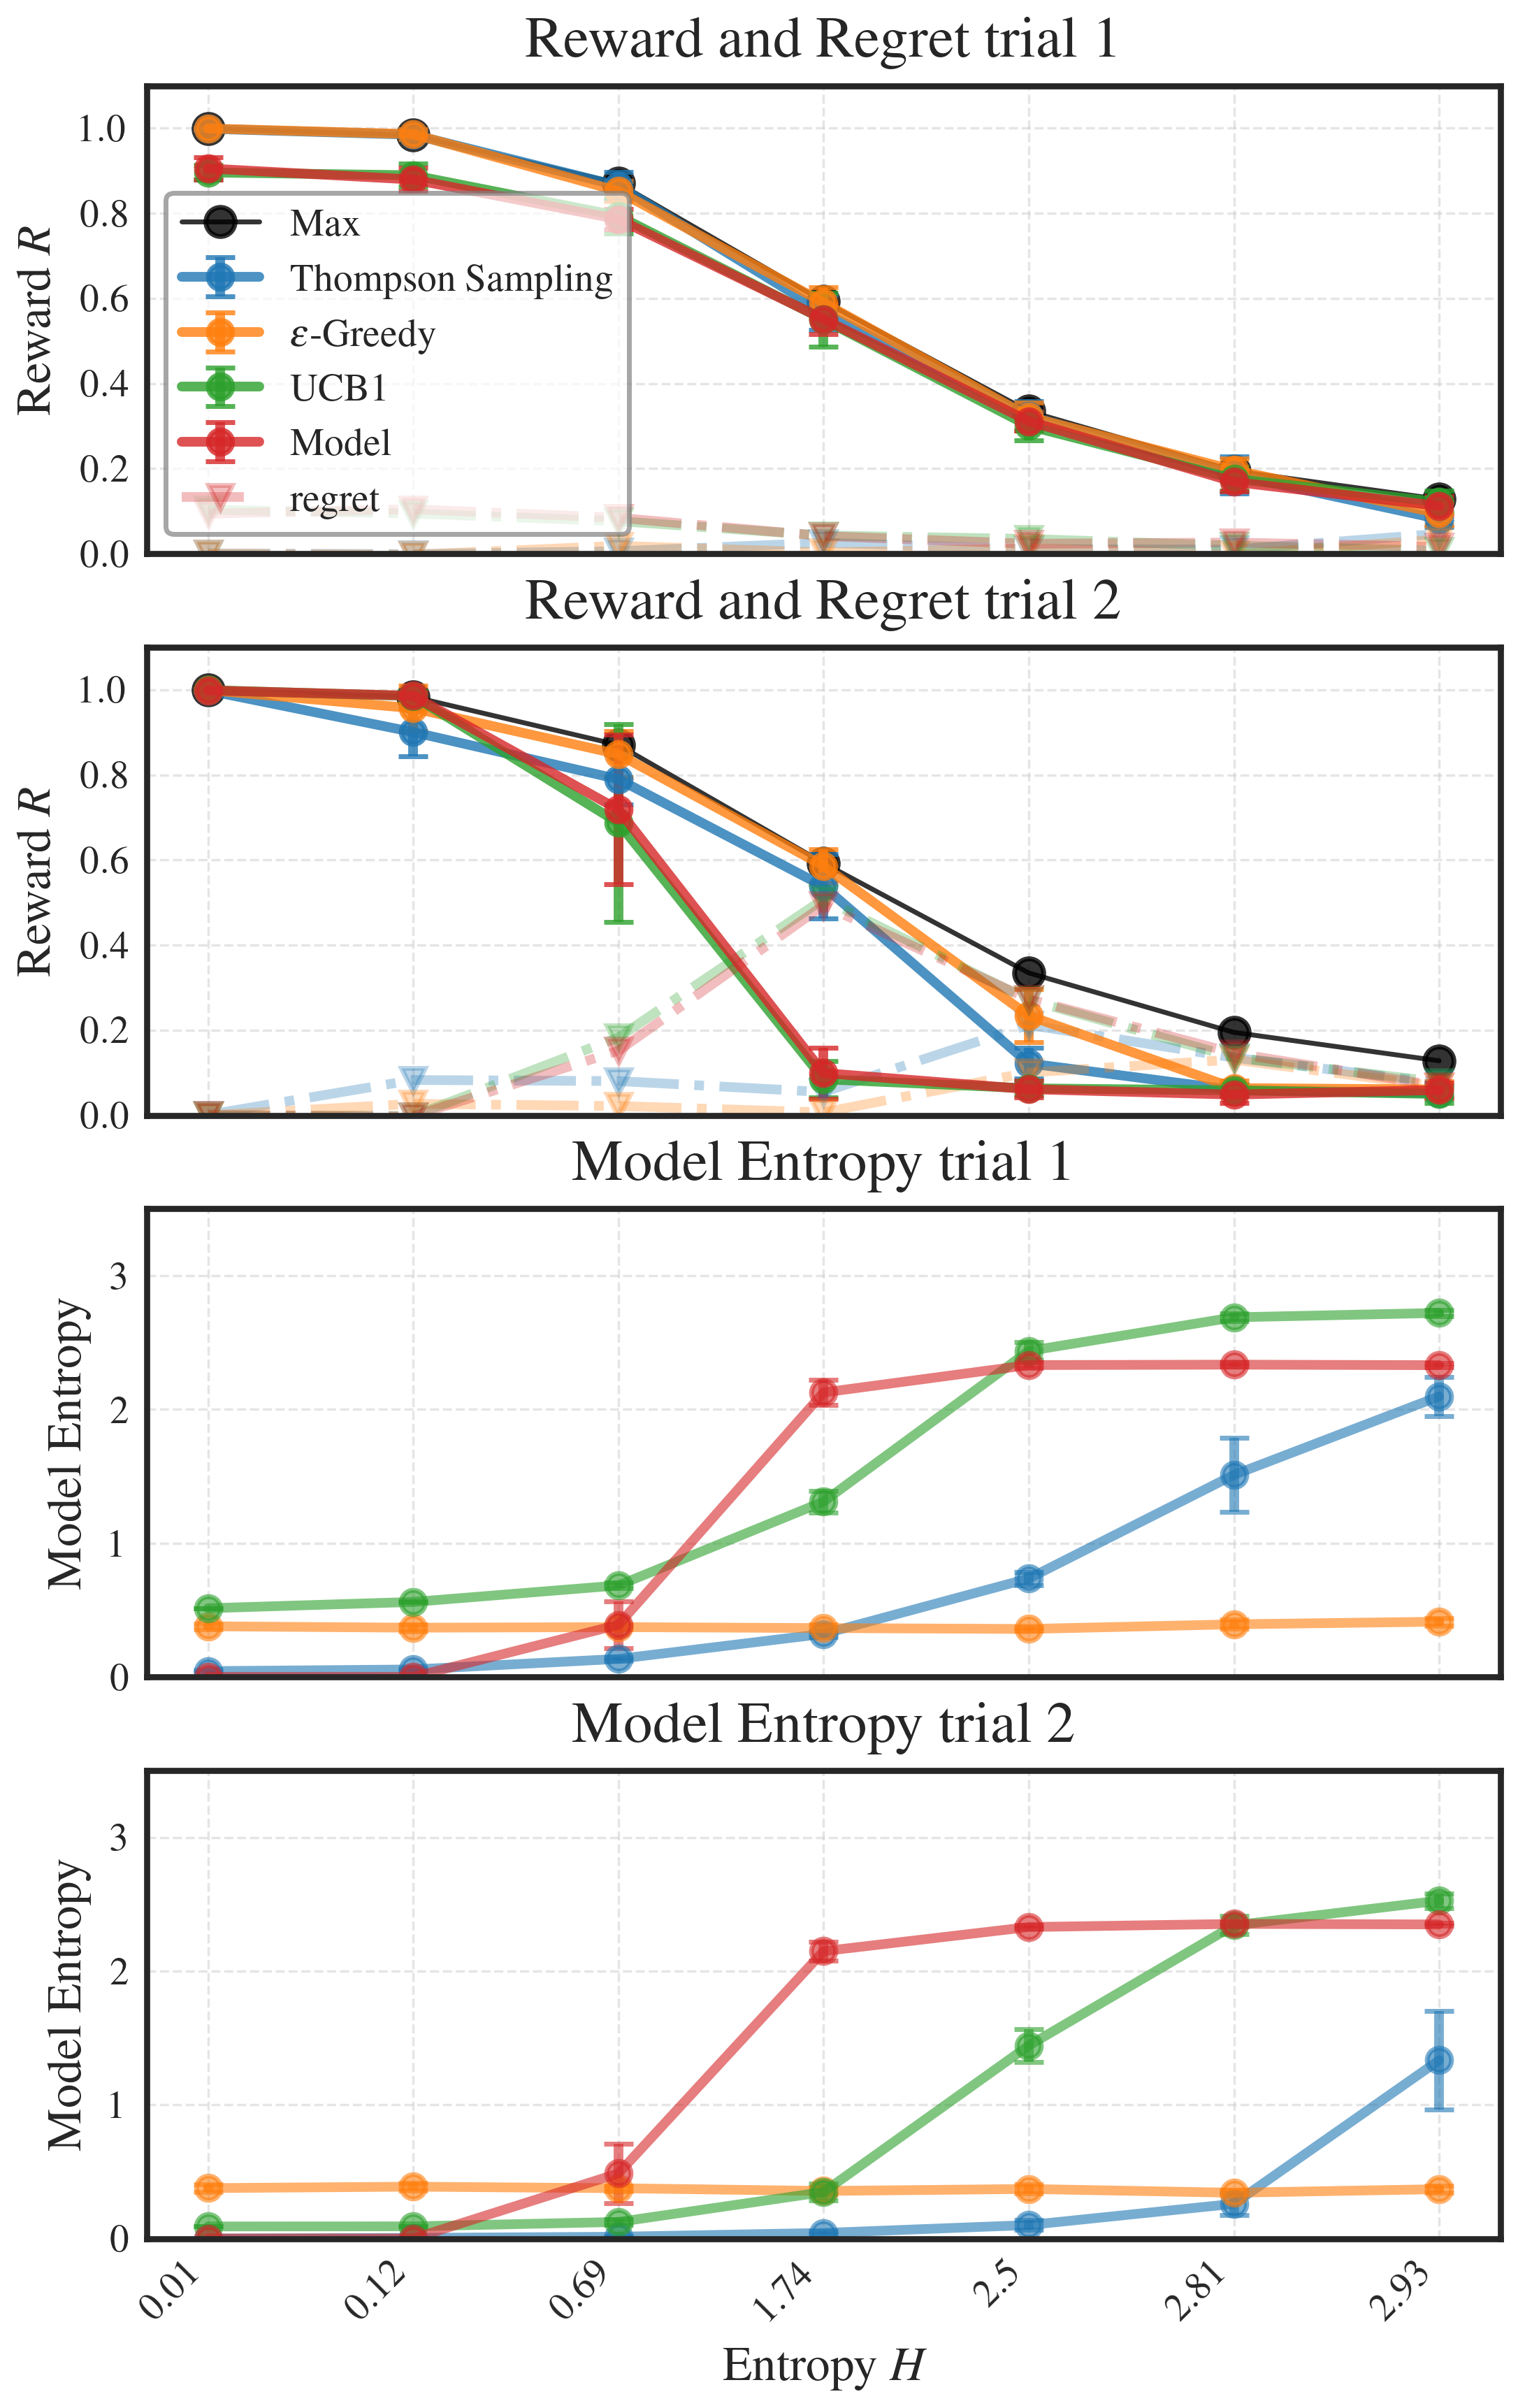 Reward and Regret trial 1
Reward R
1.0
0.8
0.6
0.4
0.2
0.0
Max
Thompson Sampling
ε-Greedy
UCB1
Model
regret
Reward and Regret trial 2
Reward R
1.0
0.8
0.6
0.4
0.2
0.0
Model Entropy trial 1
Model Entropy
3
2
1
0
Model Entropy trial 2
Model Entropy
3
2
1
0
0.01
0.12
0.69
1.74
2.5
2.81
2.93
Entropy H